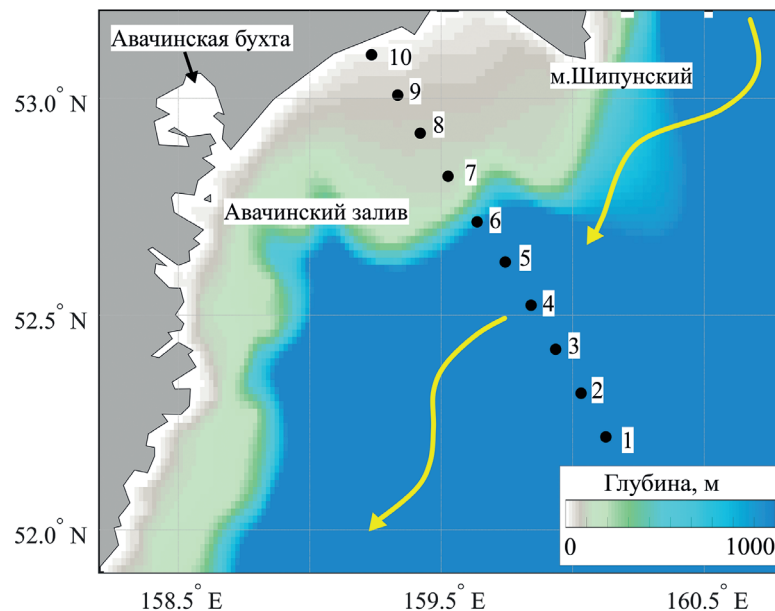 Авачинская бухта
10
м.Шипунский
53.0° N
9
8
7
Авачинский залив
6
5
52.5° N
4
3
2
1
Глубина, м
0 1000
52.0° N
158.5° E 159.5° E 160.5° E